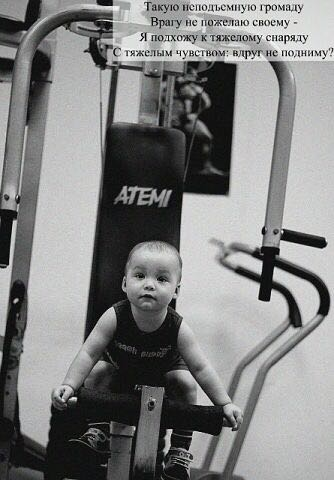 Такую неподъемную громаду
Врагу не пожелаю своему -
Я подхожу к тяжелому снаряду
С тяжелым чувством: вдруг не подниму?
ATEMI